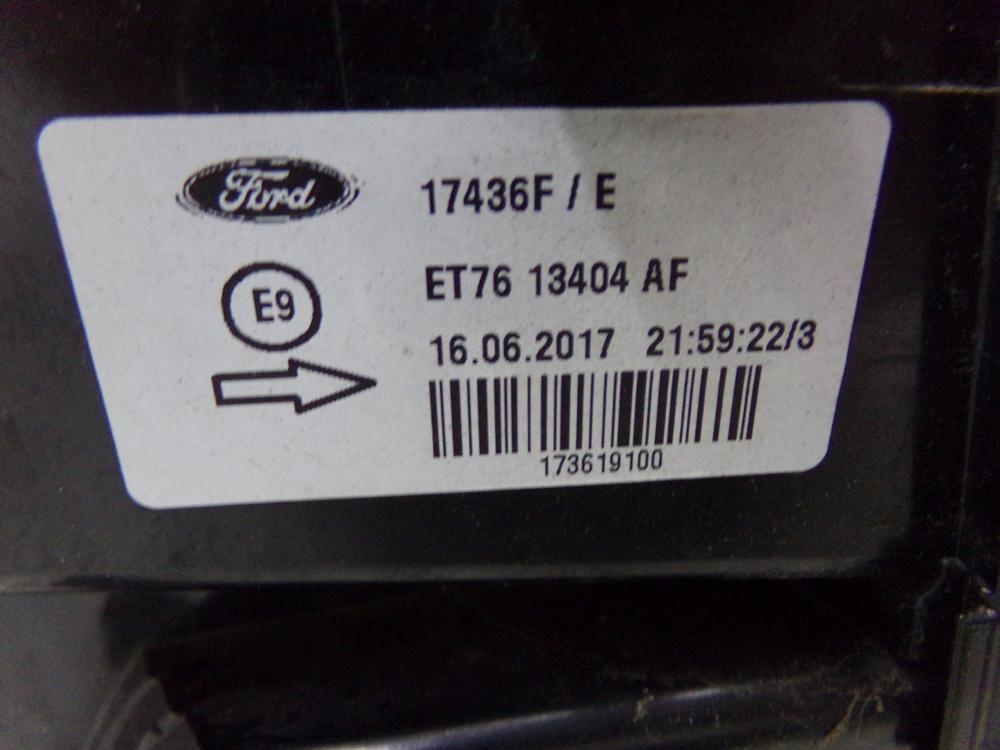 Ford
17436F / E
E9
ET76 13404 AF
16.06.2017 21:59:22/3
173619100